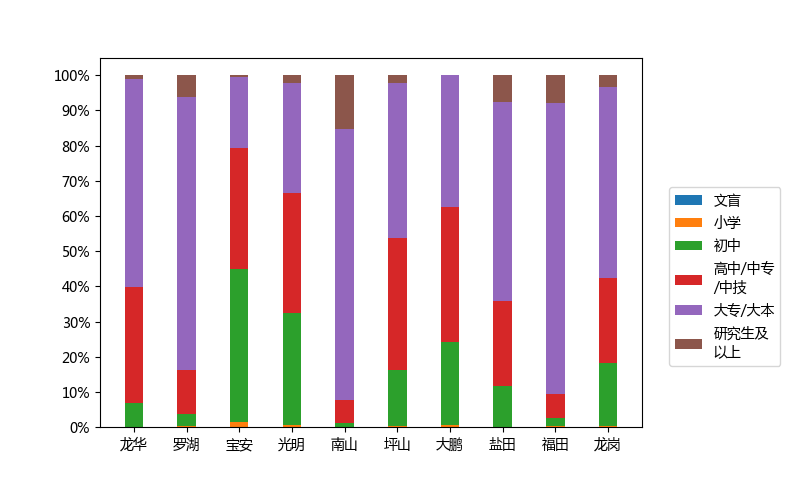 100%
90%
80%
70%
60%
50%
40%
30%
20%
10%
0%
龙华 罗湖 宝安 光明 南山 坪山 大鹏 盐田 福田 龙岗
文盲
小学
初中
高中/中专
/中技
大专/大本
研究生及
以上